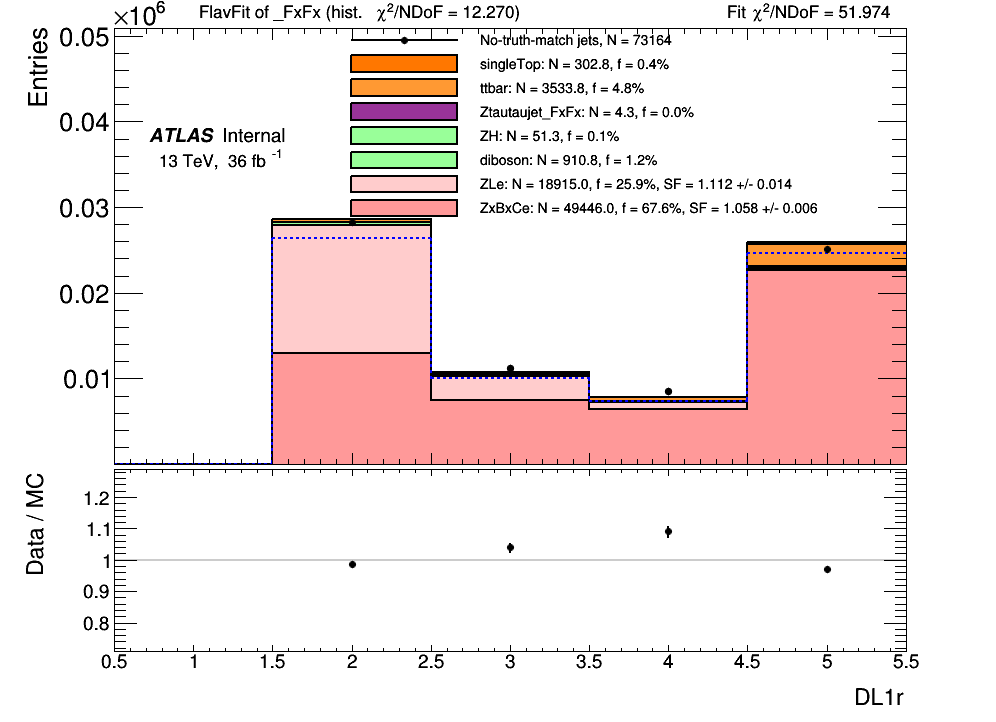 ×10⁶ FlavFit of _FxFx (hist. χ²/NDoF = 12.270) Fit χ²/NDoF = 51.974
Entries
0.05
0.04
0.03
0.02
0.01
ATLAS Internal
13 TeV, 36 fb⁻¹
No-truth-match jets, N = 73164
singleTop: N = 302.8, f = 0.4%
ttbar: N = 3533.8, f = 4.8%
Ztautaujet_FxFx: N = 4.3, f = 0.0%
ZH: N = 51.3, f = 0.1%
diboson: N = 910.8, f = 1.2%
ZLe: N = 18915.0, f = 25.9%, SF = 1.112 +/- 0.014
ZxBxCe: N = 49446.0, f = 67.6%, SF = 1.058 +/- 0.006
Data / MC
1.2
1.1
1
0.9
0.8
0.5 1 1.5 2 2.5 3 3.5 4 4.5 5 5.5
DL1r